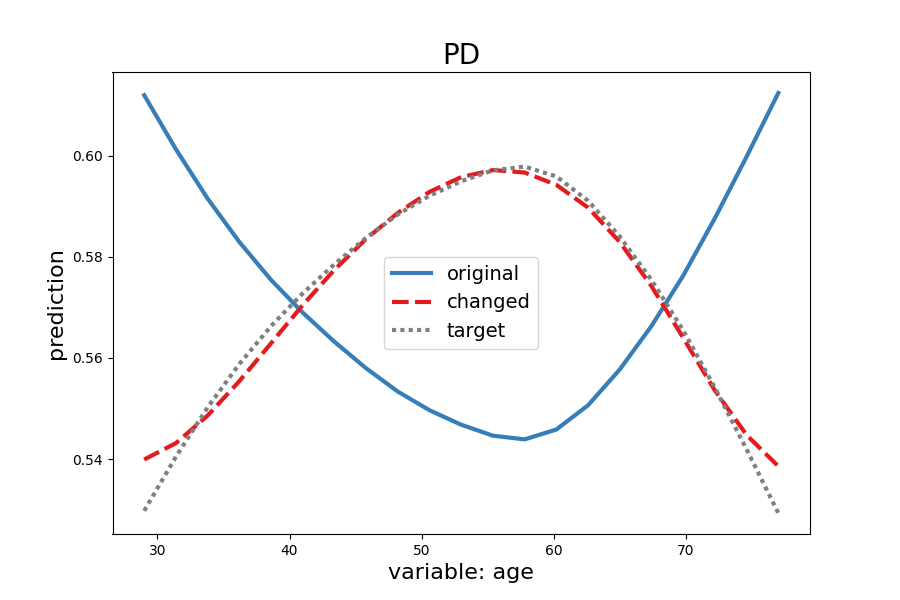 PD
prediction
0.60
0.58
0.56
0.54
original
changed
target
30 40 50 60 70
variable: age